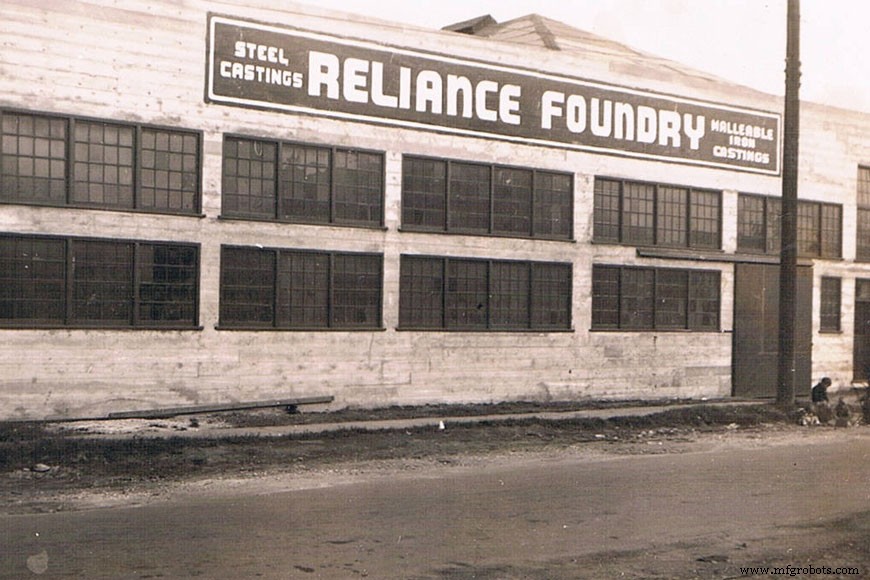 STEEL
CASTINGS
RELIANCE FOUNDRY
MALLEABLE
IRON
CASTINGS
www.mfgrobots.com